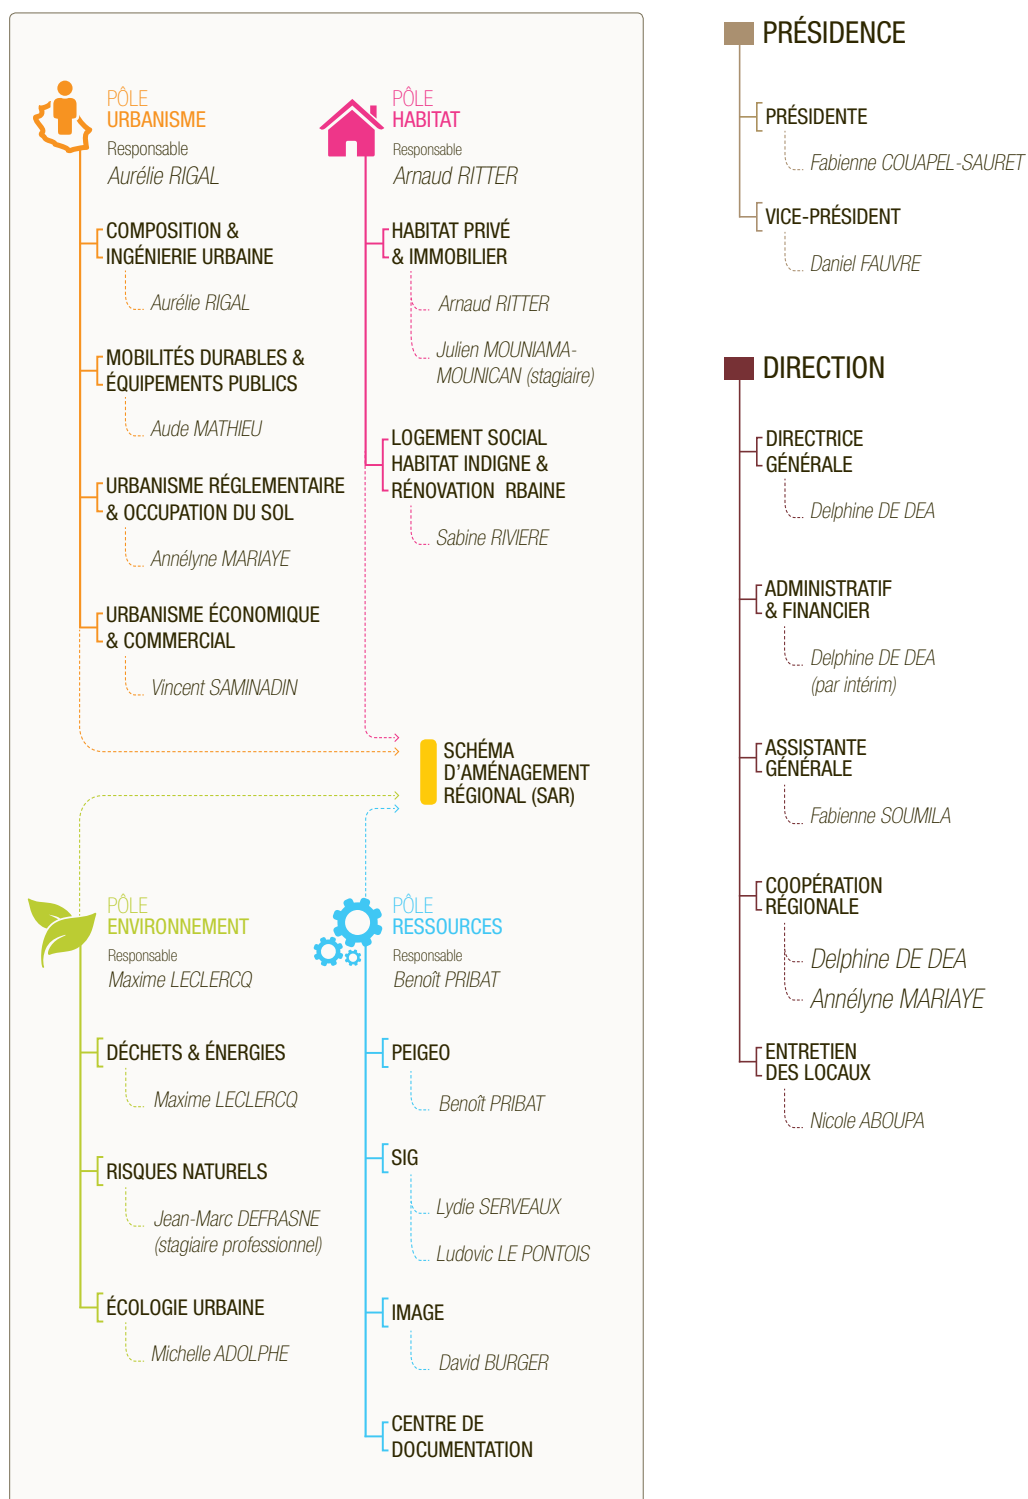 PÔLE
URBANISME
Responsable
Aurélie RIGAL
COMPOSITION &
INGÉNIERIE URBAINE
Aurélie RIGAL
MOBILITÉS DURABLES &
ÉQUIPEMENTS PUBLICS
Aude MATHIEU
URBANISME RÉGLEMENTAIRE
& OCCUPATION DU SOL
Annélyne MARIAYE
URBANISME ÉCONOMIQUE
& COMMERCIAL
Vincent SAMINADIN
PÔLE
HABITAT
Responsable
Arnaud RITTER
HABITAT PRIVÉ
& IMMOBILIER
Arnaud RITTER
Julien MOUNIAMA-
MOUNICAN (stagiaire)
LOGEMENT SOCIAL
HABITAT INDIGNE &
RÉNOVATION RBAINE
Sabine RIVIERE
SCHÉMA
D'AMÉNAGEMENT
RÉGIONAL (SAR)
PÔLE
ENVIRONNEMENT
Responsable
Maxime LECLERCQ
DÉCHETS & ÉNERGIES
Maxime LECLERCQ
RISQUES NATURELS
Jean-Marc DEFRASNE
(stagiaire professionnel)
ÉCOLOGIE URBAINE
Michelle ADOLPHE
PÔLE
RESSOURCES
Responsable
Benoît PRIBAT
PEIGEO
Benoît PRIBAT
SIG
Lydie SERVEAUX
Ludovic LE PONTOIS
IMAGE
David BURGER
CENTRE DE
DOCUMENTATION
PRÉSIDENCE
PRÉSIDENTE
Fabienne COUAPEL-SAURET
VICE-PRÉSIDENT
Daniel FAUVRE
DIRECTION
DIRECTRICE
GÉNÉRALE
Delphine DE DEA
ADMINISTRATIF
& FINANCIER
Delphine DE DEA
(par intérim)
ASSISTANTE
GÉNÉRALE
Fabienne SOUMILA
COOPÉRATION
RÉGIONALE
Delphine DE DEA
Annélyne MARIAYE
ENTRETIEN
DES LOCAUX
Nicole ABOUPA